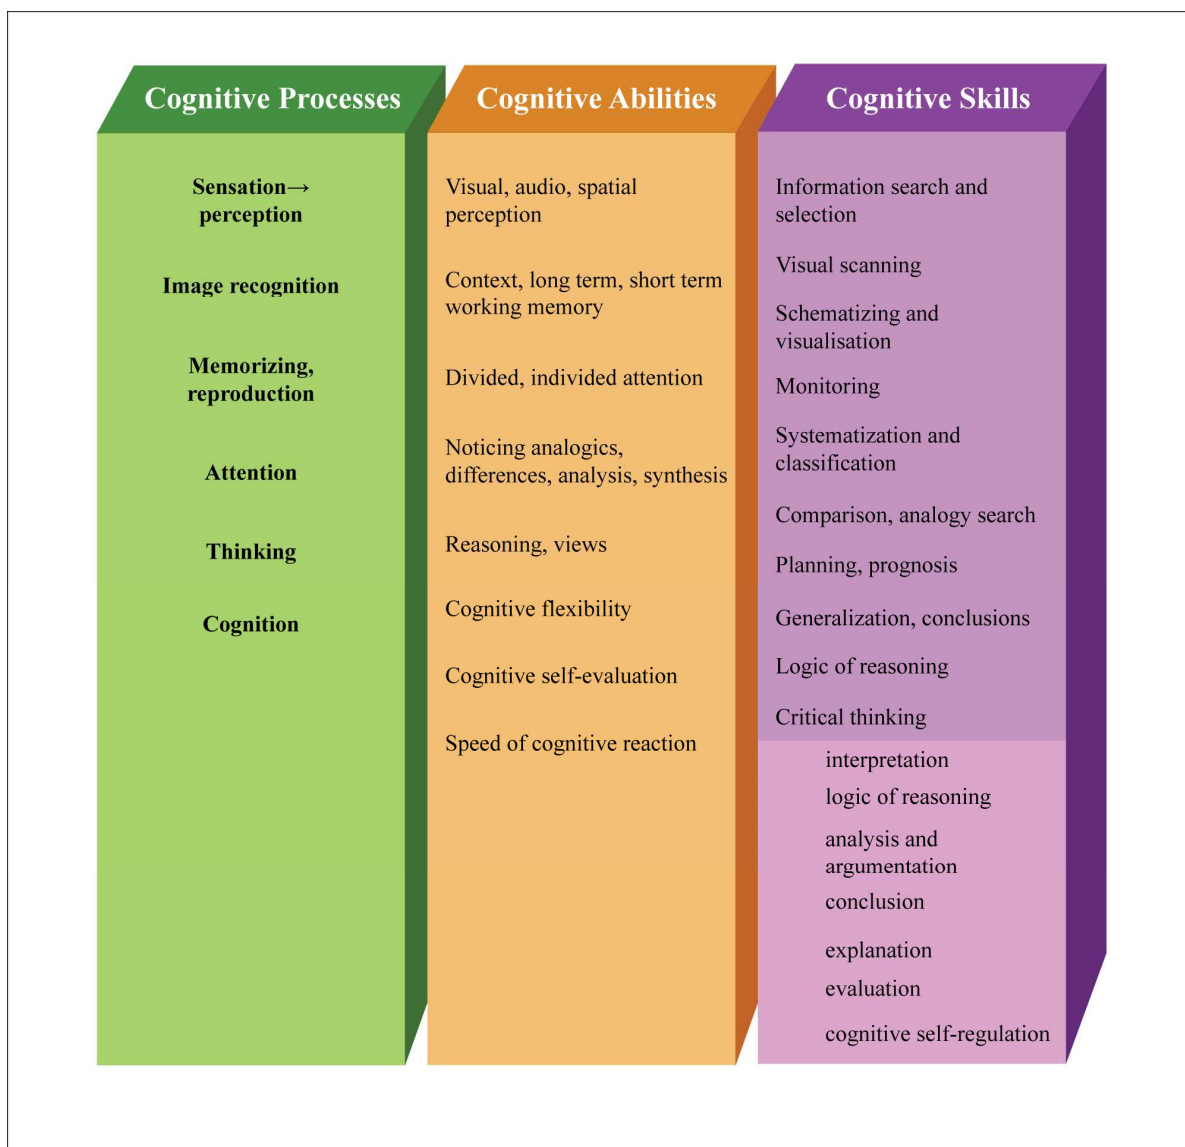 Cognitive Processes
Sensation→
perception
Image recognition
Memorizing,
reproduction
Attention
Thinking
Cognition
Cognitive Abilities
Visual, audio, spatial
perception
Context, long term, short term
working memory
Divided, individed attention
Noticing analogics,
differences, analysis, synthesis
Reasoning, views
Cognitive flexibility
Cognitive self-evaluation
Speed of cognitive reaction
Cognitive Skills
Information search and
selection
Visual scanning
Schematizing and
visualisation
Monitoring
Systematization and
classification
Comparison, analogy search
Planning, prognosis
Generalization, conclusions
Logic of reasoning
Critical thinking
interpretation
logic of reasoning
analysis and
argumentation
conclusion
explanation
evaluation
cognitive self-regulation